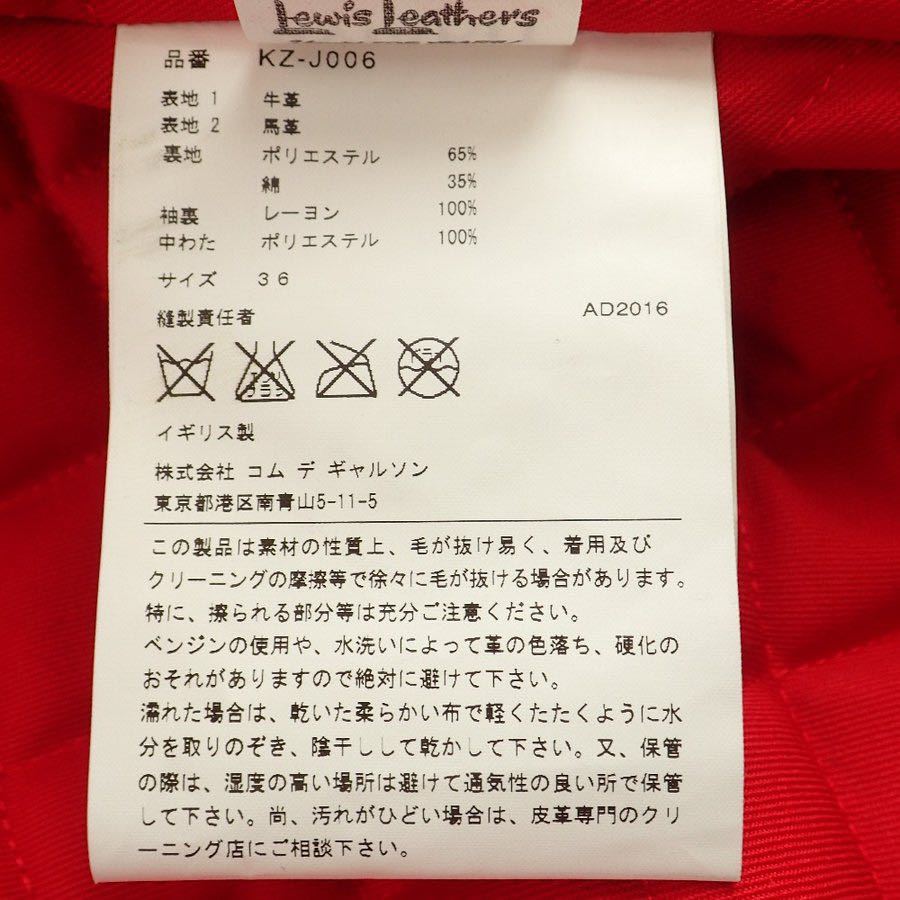 Lewis Leathers
品番 KZ-J006
表地 1 牛革
表地 2 馬革
裏地 ポリエステル 65%
綿 35%
袖裏 レーヨン 100%
中わた ポリエステル 100%
サイズ 36
縫製責任者 AD2016
ドライ
イギリス製
株式会社 コム デ ギャルソン
東京都港区南青山5-11-5
この製品は素材の性質上、毛が抜け易く、着用及び
クリーニングの摩擦等で徐々に毛が抜ける場合があります。
特に、擦られる部分等は充分ご注意ください。
ベンジンの使用や、水洗いによって革の色落ち、硬化の
おそれがありますので絶対に避けて下さい。
濡れた場合は、乾いた柔らかい布で軽くたたくように水
分を取りのぞき、陰干しして乾かして下さい。又、保管
の際は、湿度の高い場所は避けて通気性の良い所で保管
して下さい。尚、汚れがひどい場合は、皮革専門のクリ
ーニング店にご相談下さい。